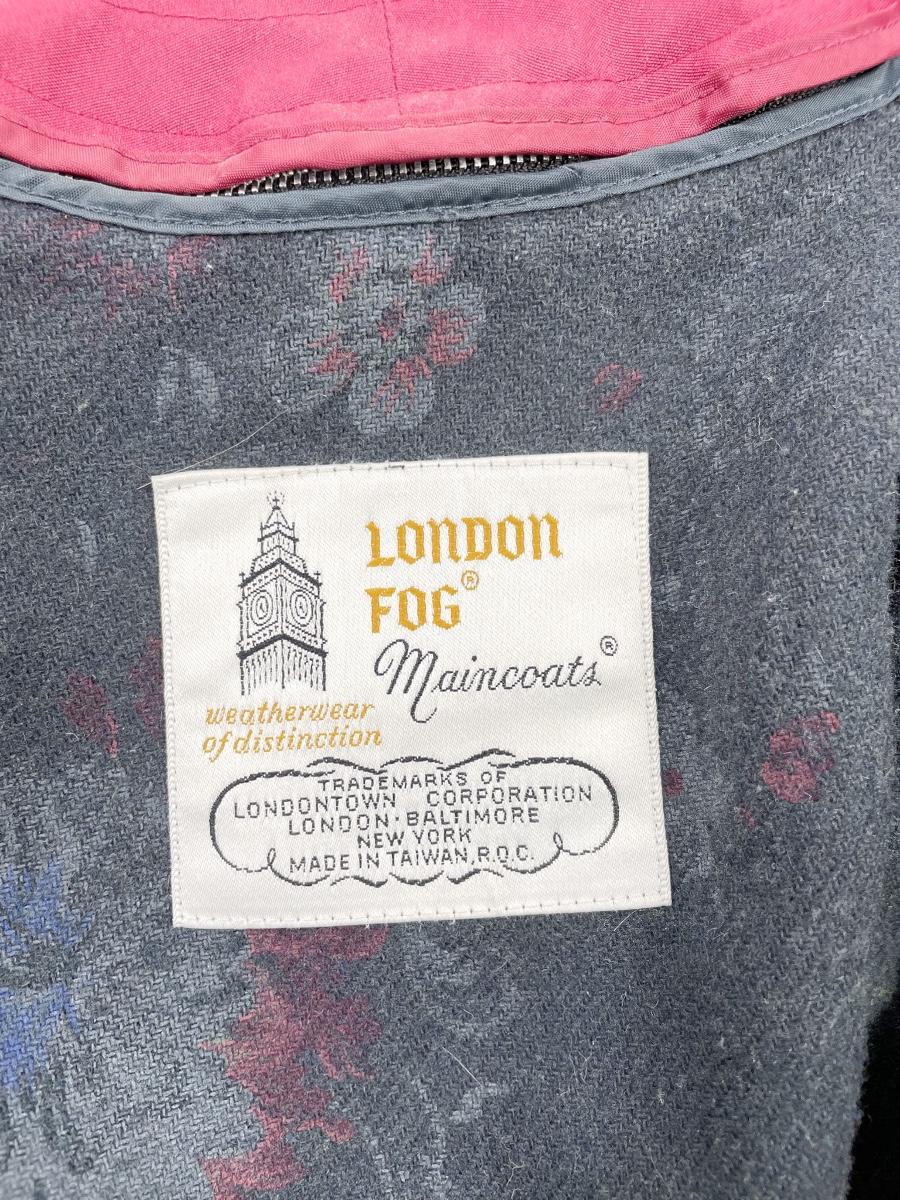 LONDON
FOG®
Maincoats®
weatherwear
of distinction
TRADEMARKS OF
LONDONTOWN CORPORATION
LONDON·BALTIMORE
NEW YORK
MADE IN TAIWAN, R.O.C.